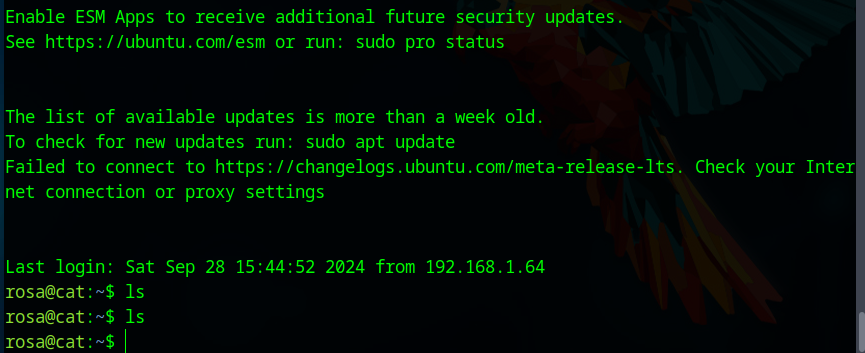 Enable ESM Apps to receive additional future security updates.
See https://ubuntu.com/esm or run: sudo pro status
The list of available updates is more than a week old.
To check for new updates run: sudo apt update
Failed to connect to https://changelogs.ubuntu.com/meta-release-lts. Check your Inter
net connection or proxy settings
Last login: Sat Sep 28 15:44:52 2024 from 192.168.1.64
rosa@cat:~$ ls
rosa@cat:~$ ls
rosa@cat:~$